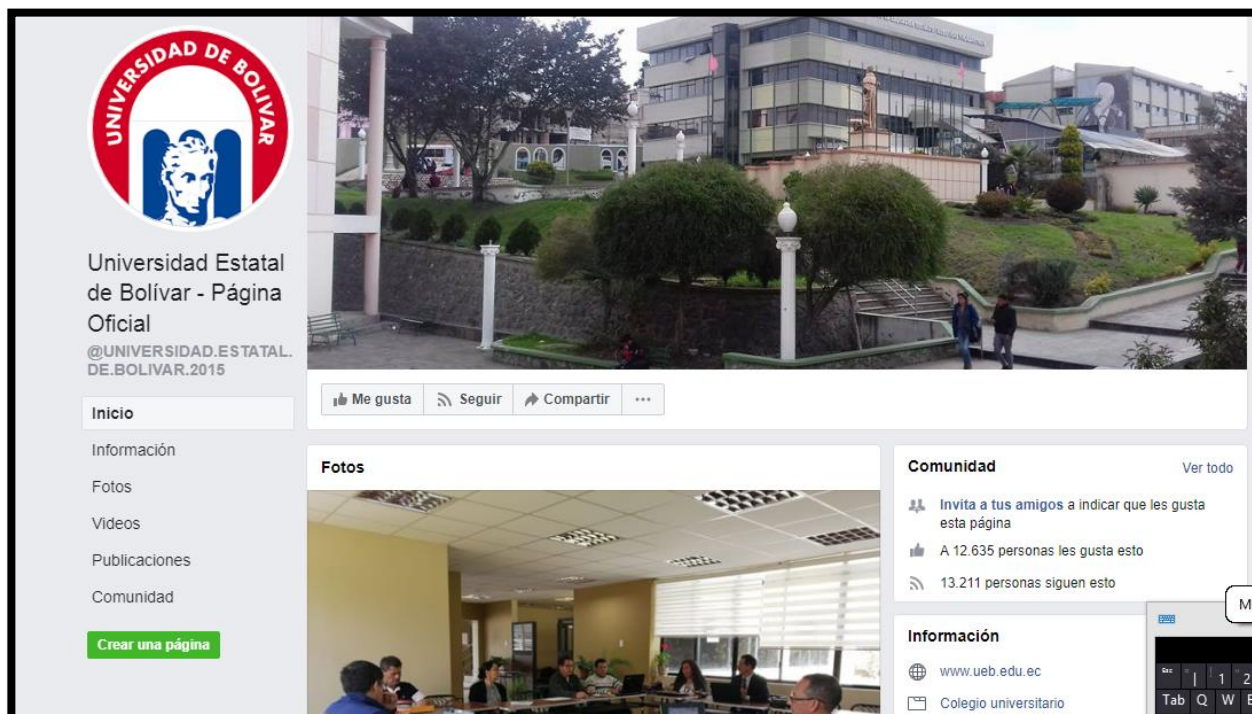 UNIVERSIDAD DE BOLIVAR
Universidad Estatal
de Bolívar - Página
Oficial
@UNIVERSIDAD.ESTATAL.
DE.BOLIVAR.2015
Inicio
Información
Fotos
Videos
Publicaciones
Comunidad
Crear una página
Me gusta
Seguir
Compartir
Fotos
Comunidad
Ver todo
Invita a tus amigos a indicar que les gusta
esta página
A 12.635 personas les gusta esto
13.211 personas siguen esto
Información
www.ueb.edu.ec
Colegio universitario
M
Esc | 1 2
Tab Q W E